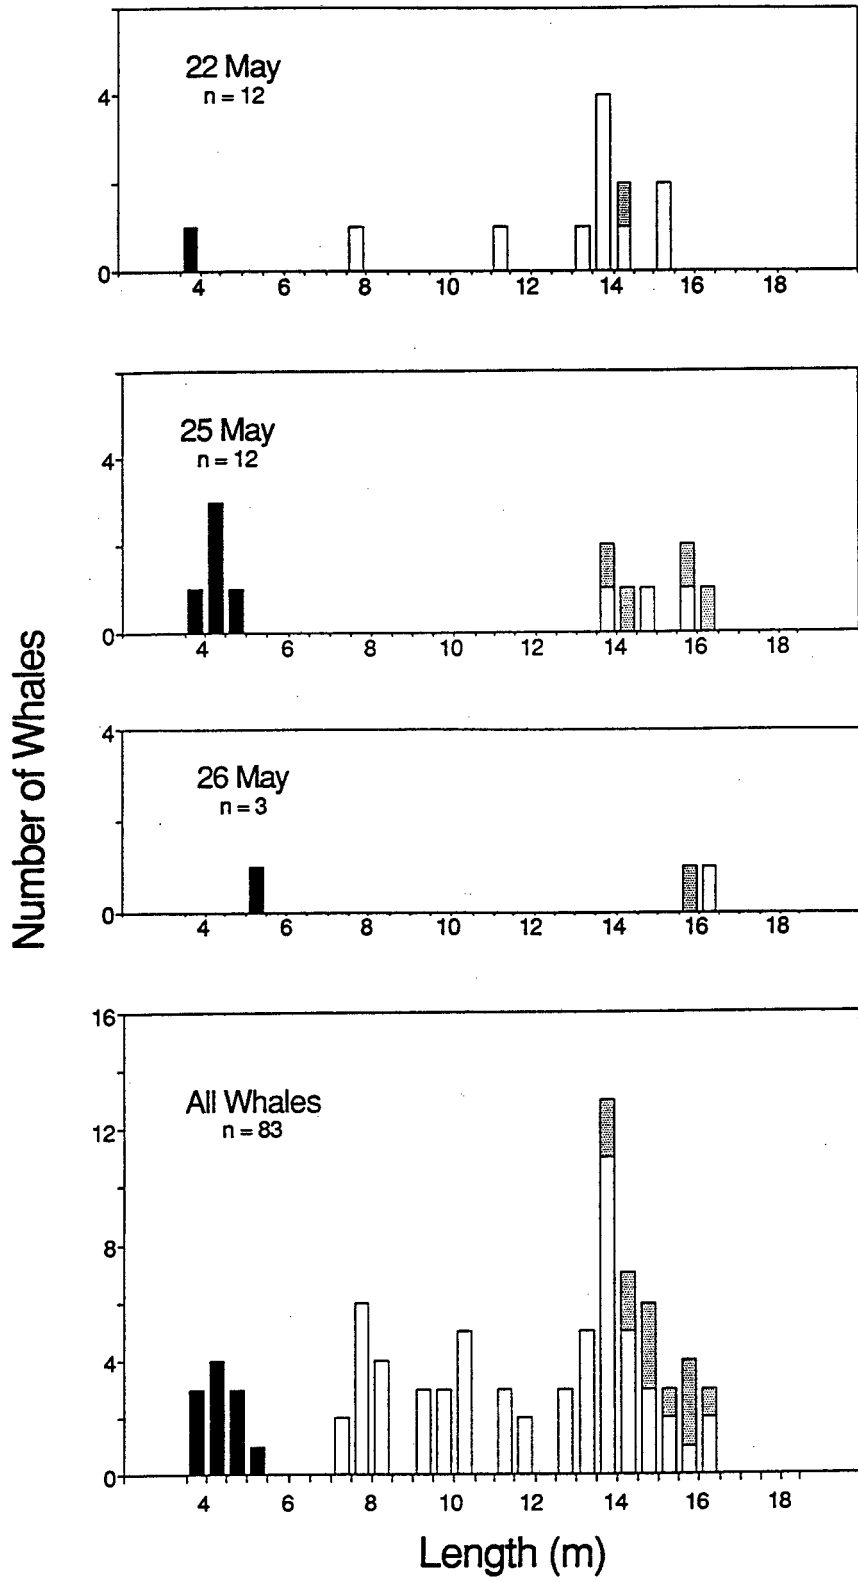 22 May
n = 12
4
0
4 6 8 10 12 14 16 18
25 May
n = 12
4
0
4 6 8 10 12 14 16 18
26 May
n = 3
4
0
4 6 8 10 12 14 16 18
Number of Whales
All Whales
n = 83
16
12
8
4
0
4 6 8 10 12 14 16 18
Length (m)